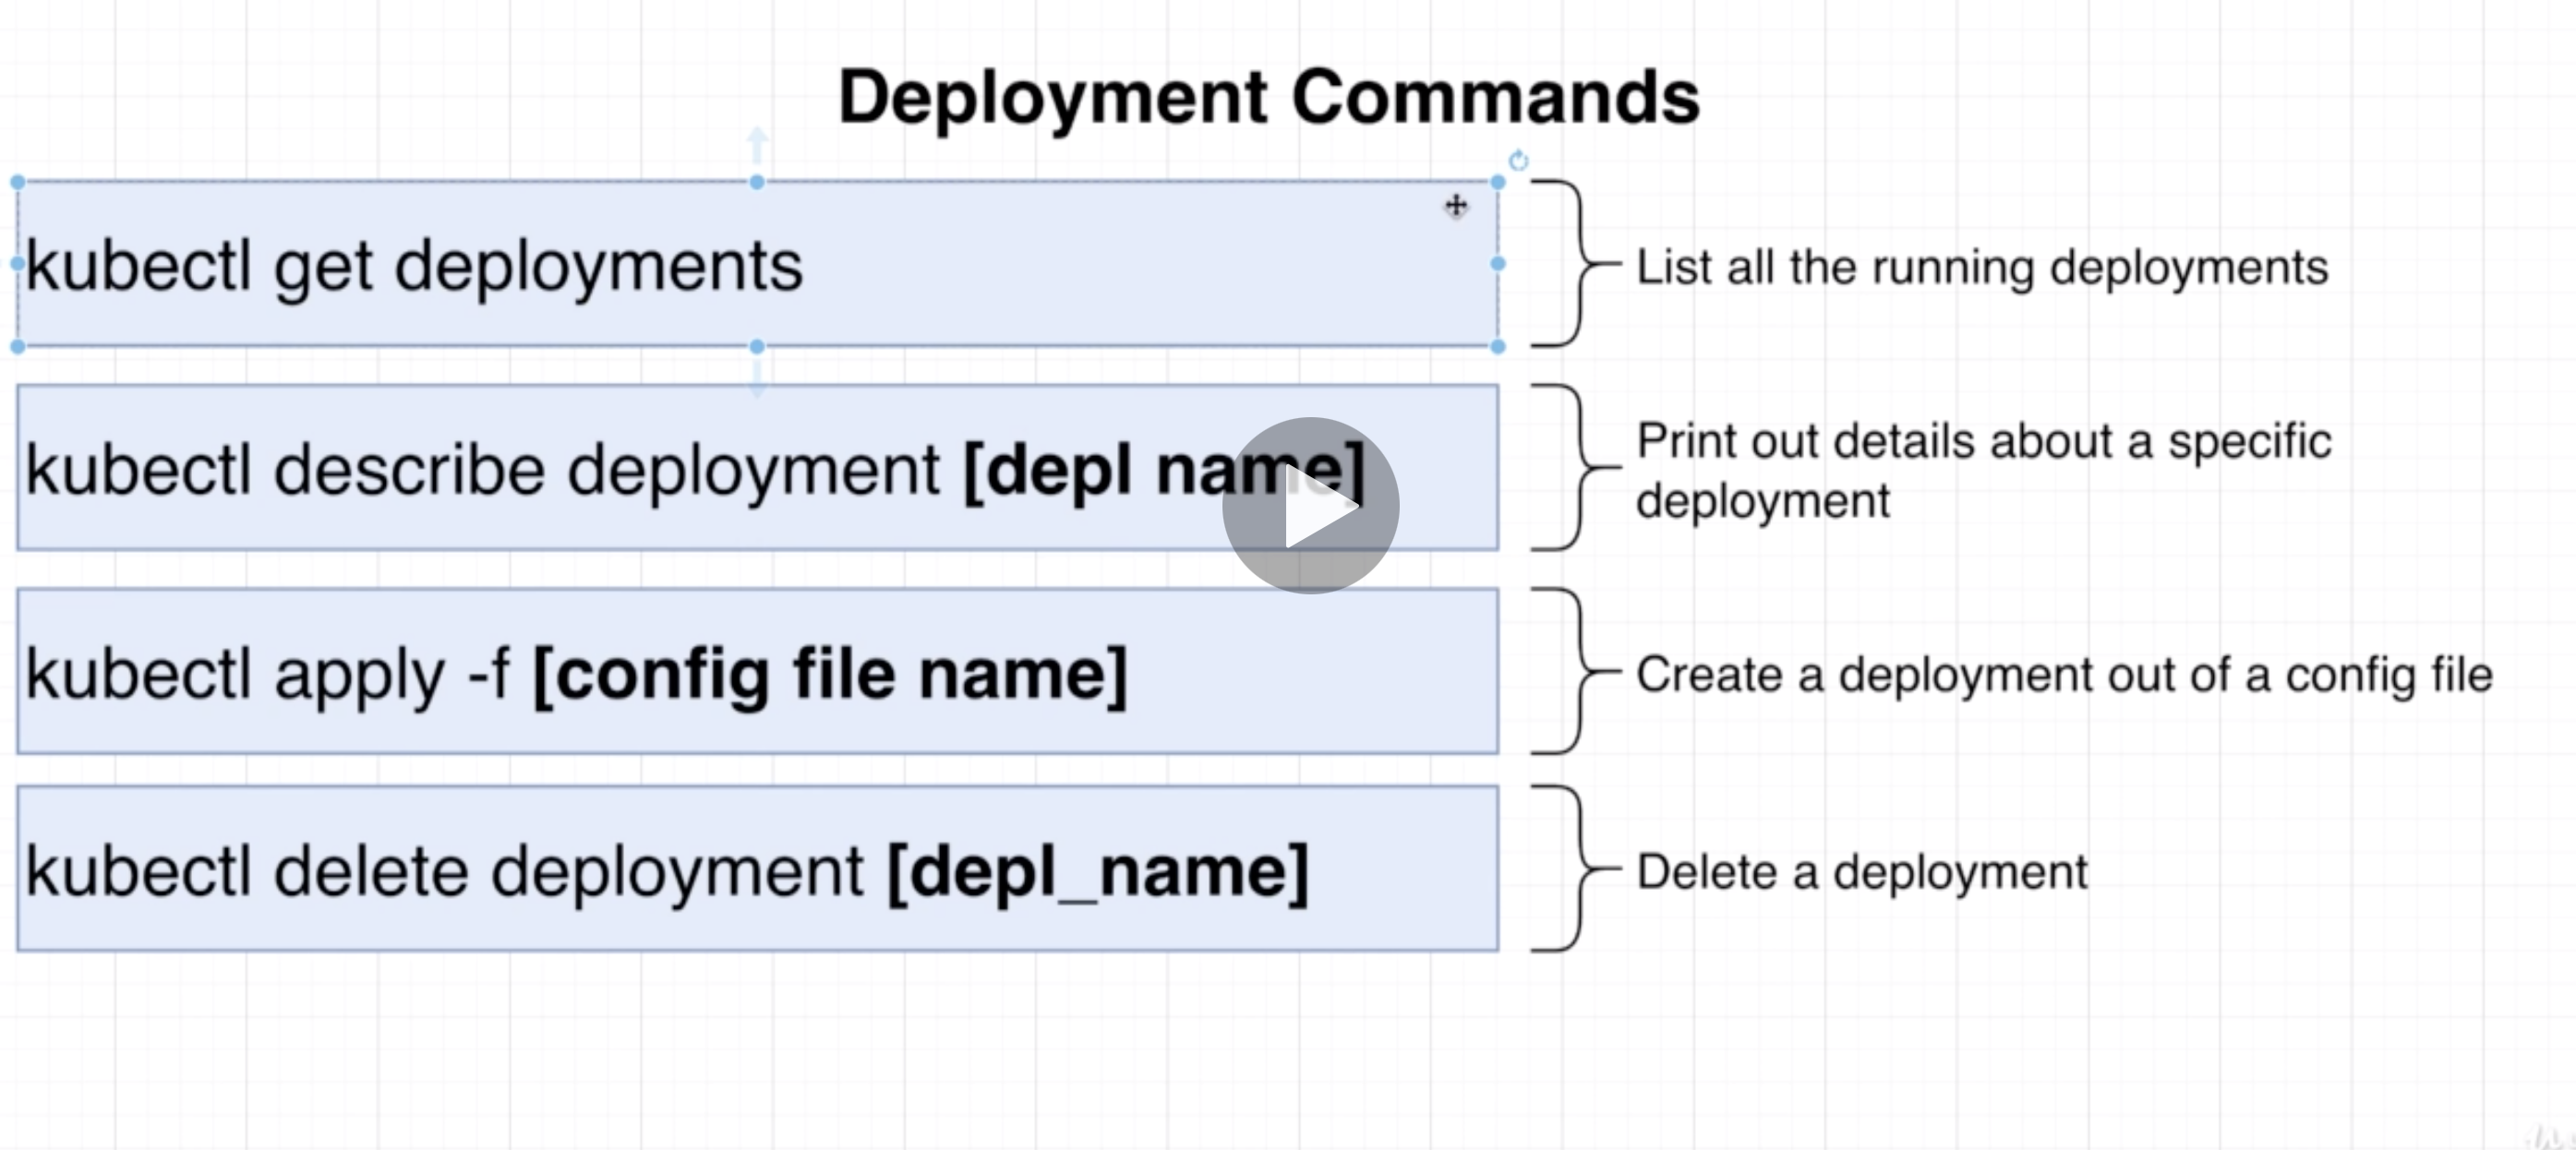 Deployment Commands
kubectl get deployments
List all the running deployments
kubectl describe deployment [depl name]
Print out details about a specific
deployment
kubectl apply -f [config file name]
Create a deployment out of a config file
kubectl delete deployment [depl_name]
Delete a deployment